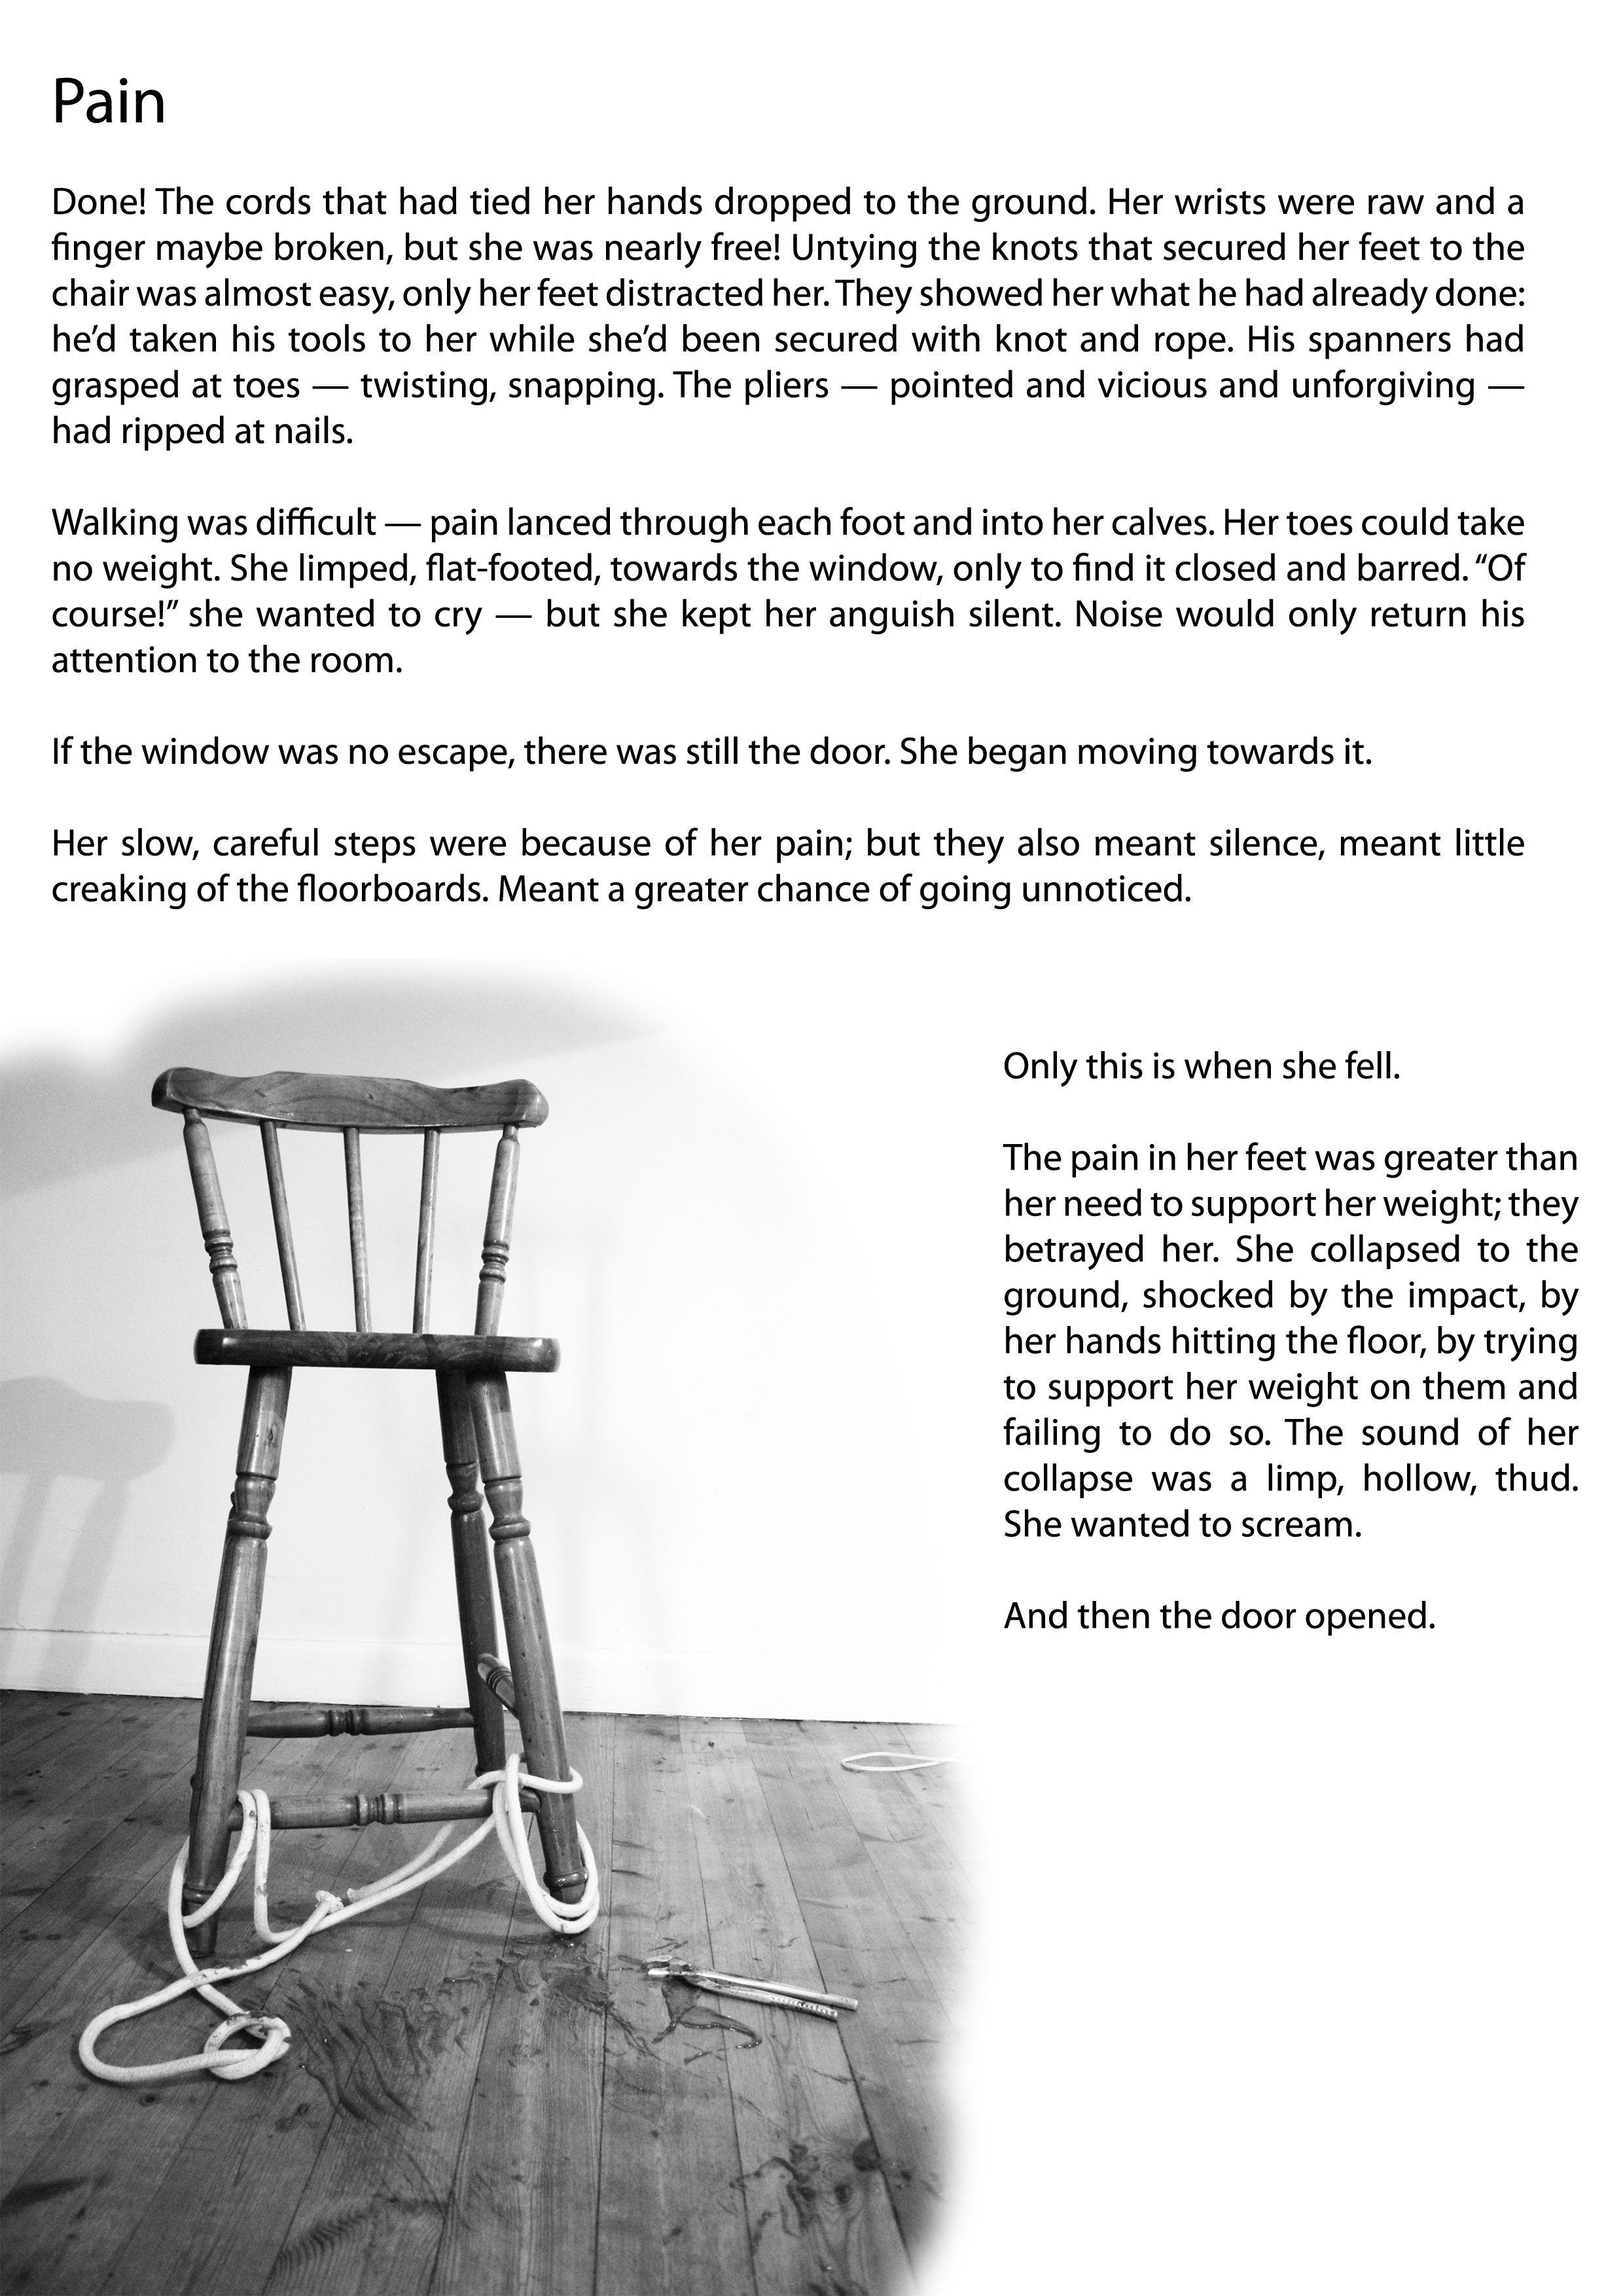 Pain
Done! The cords that had tied her hands dropped to the ground. Her wrists were raw and a
finger maybe broken, but she was nearly free! Untying the knots that secured her feet to the
chair was almost easy, only her feet distracted her. They showed her what he had already done:
he’d taken his tools to her while she’d been secured with knot and rope. His spanners had
grasped at toes — twisting, snapping. The pliers — pointed and vicious and unforgiving —
had ripped at nails.
Walking was difficult — pain lanced through each foot and into her calves. Her toes could take
no weight. She limped, flat-footed, towards the window, only to find it closed and barred. “Of
course!” she wanted to cry — but she kept her anguish silent. Noise would only return his
attention to the room.
If the window was no escape, there was still the door. She began moving towards it.
Her slow, careful steps were because of her pain; but they also meant silence, meant little
creaking of the floorboards. Meant a greater chance of going unnoticed.
Only this is when she fell.
The pain in her feet was greater than
her need to support her weight; they
betrayed her. She collapsed to the
ground, shocked by the impact, by
her hands hitting the floor, by trying
to support her weight on them and
failing to do so. The sound of her
collapse was a limp, hollow, thud.
She wanted to scream.
And then the door opened.